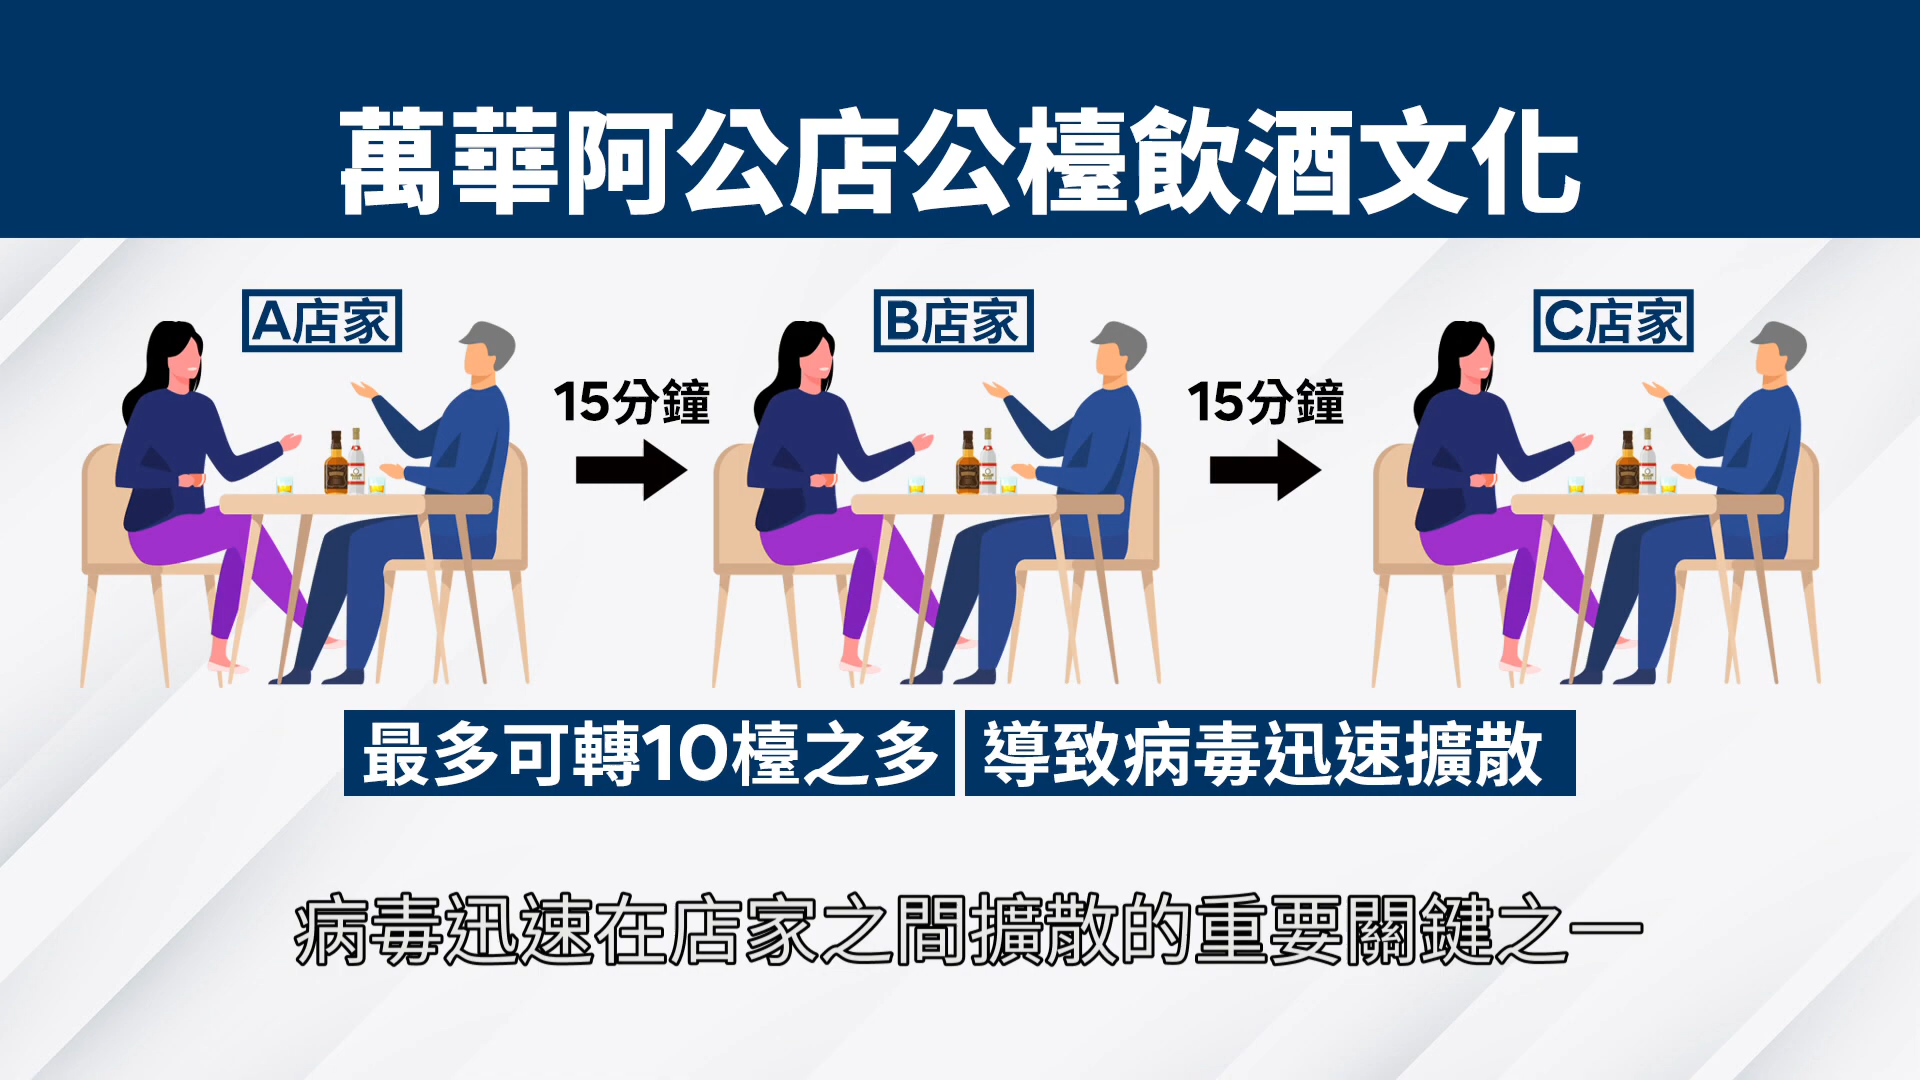 萬華阿公店公檯飲酒文化
A店家
B店家
C店家
15分鐘
15分鐘
最多可轉10檯之多 導致病毒迅速擴散
病毒迅速在店家之間擴散的重要關鍵之一